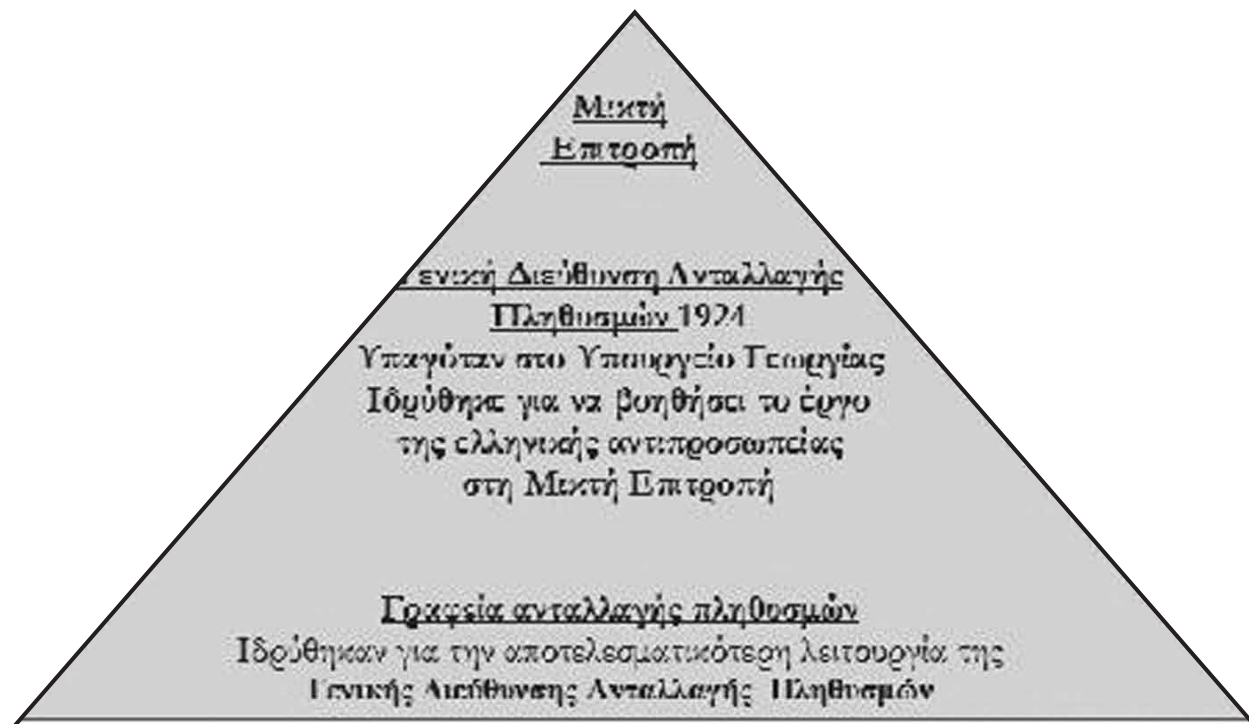 Μικτή
Επιτροπή
Γενική Διεύθυνση Ανταλλαγής
Πληθυσμών 1924
Υπαγόταν στο Υπουργείο Γεωργίας
Ιδρύθηκε για να βοηθήσει το έργο
της ελληνικής αντιπροσωπείας
στη Μικτή Επιτροπή
Γραφεία ανταλλαγής πληθυσμών
Ιδρύθηκαν για την αποτελεσματικότερη λειτουργία της
Γενικής Διεύθυνσης Ανταλλαγής Πληθυσμών